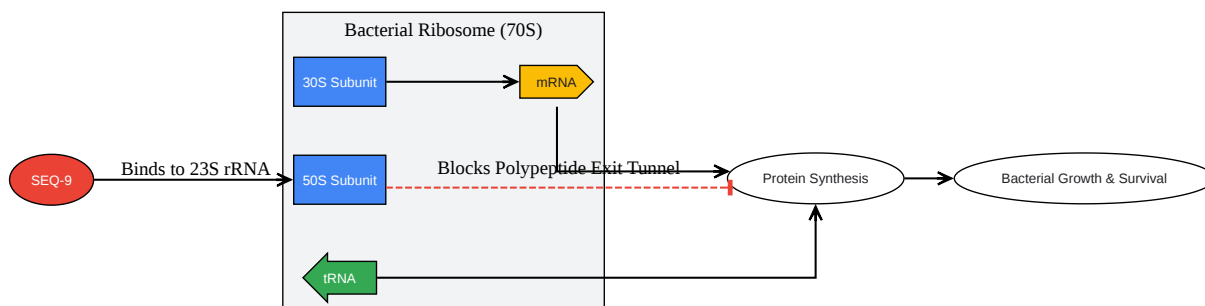 Bacterial Ribosome (70S)
30S Subunit
mRNA
SEQ-9
Binds to 23S rRNA
50S Subunit
Blocks Polypeptide Exit Tunnel
Protein Synthesis
Bacterial Growth & Survival
tRNA